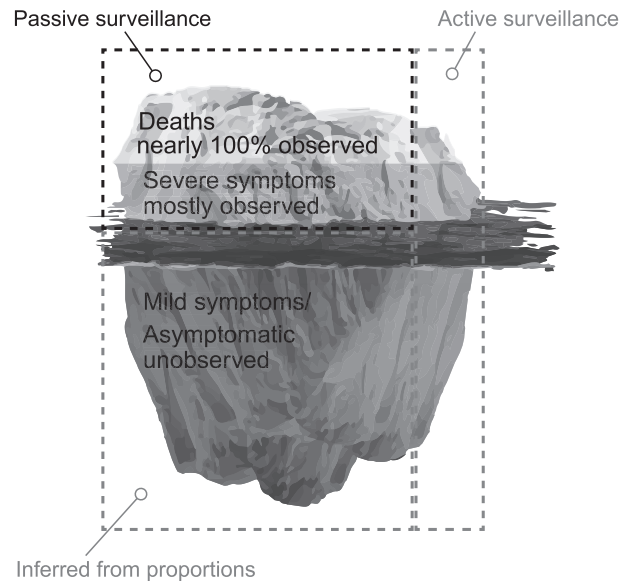 Passive surveillance
Active surveillance
Deaths
nearly 100% observed
Severe symptoms
mostly observed
Mild symptoms/
Asymptomatic
unobserved
Inferred from proportions